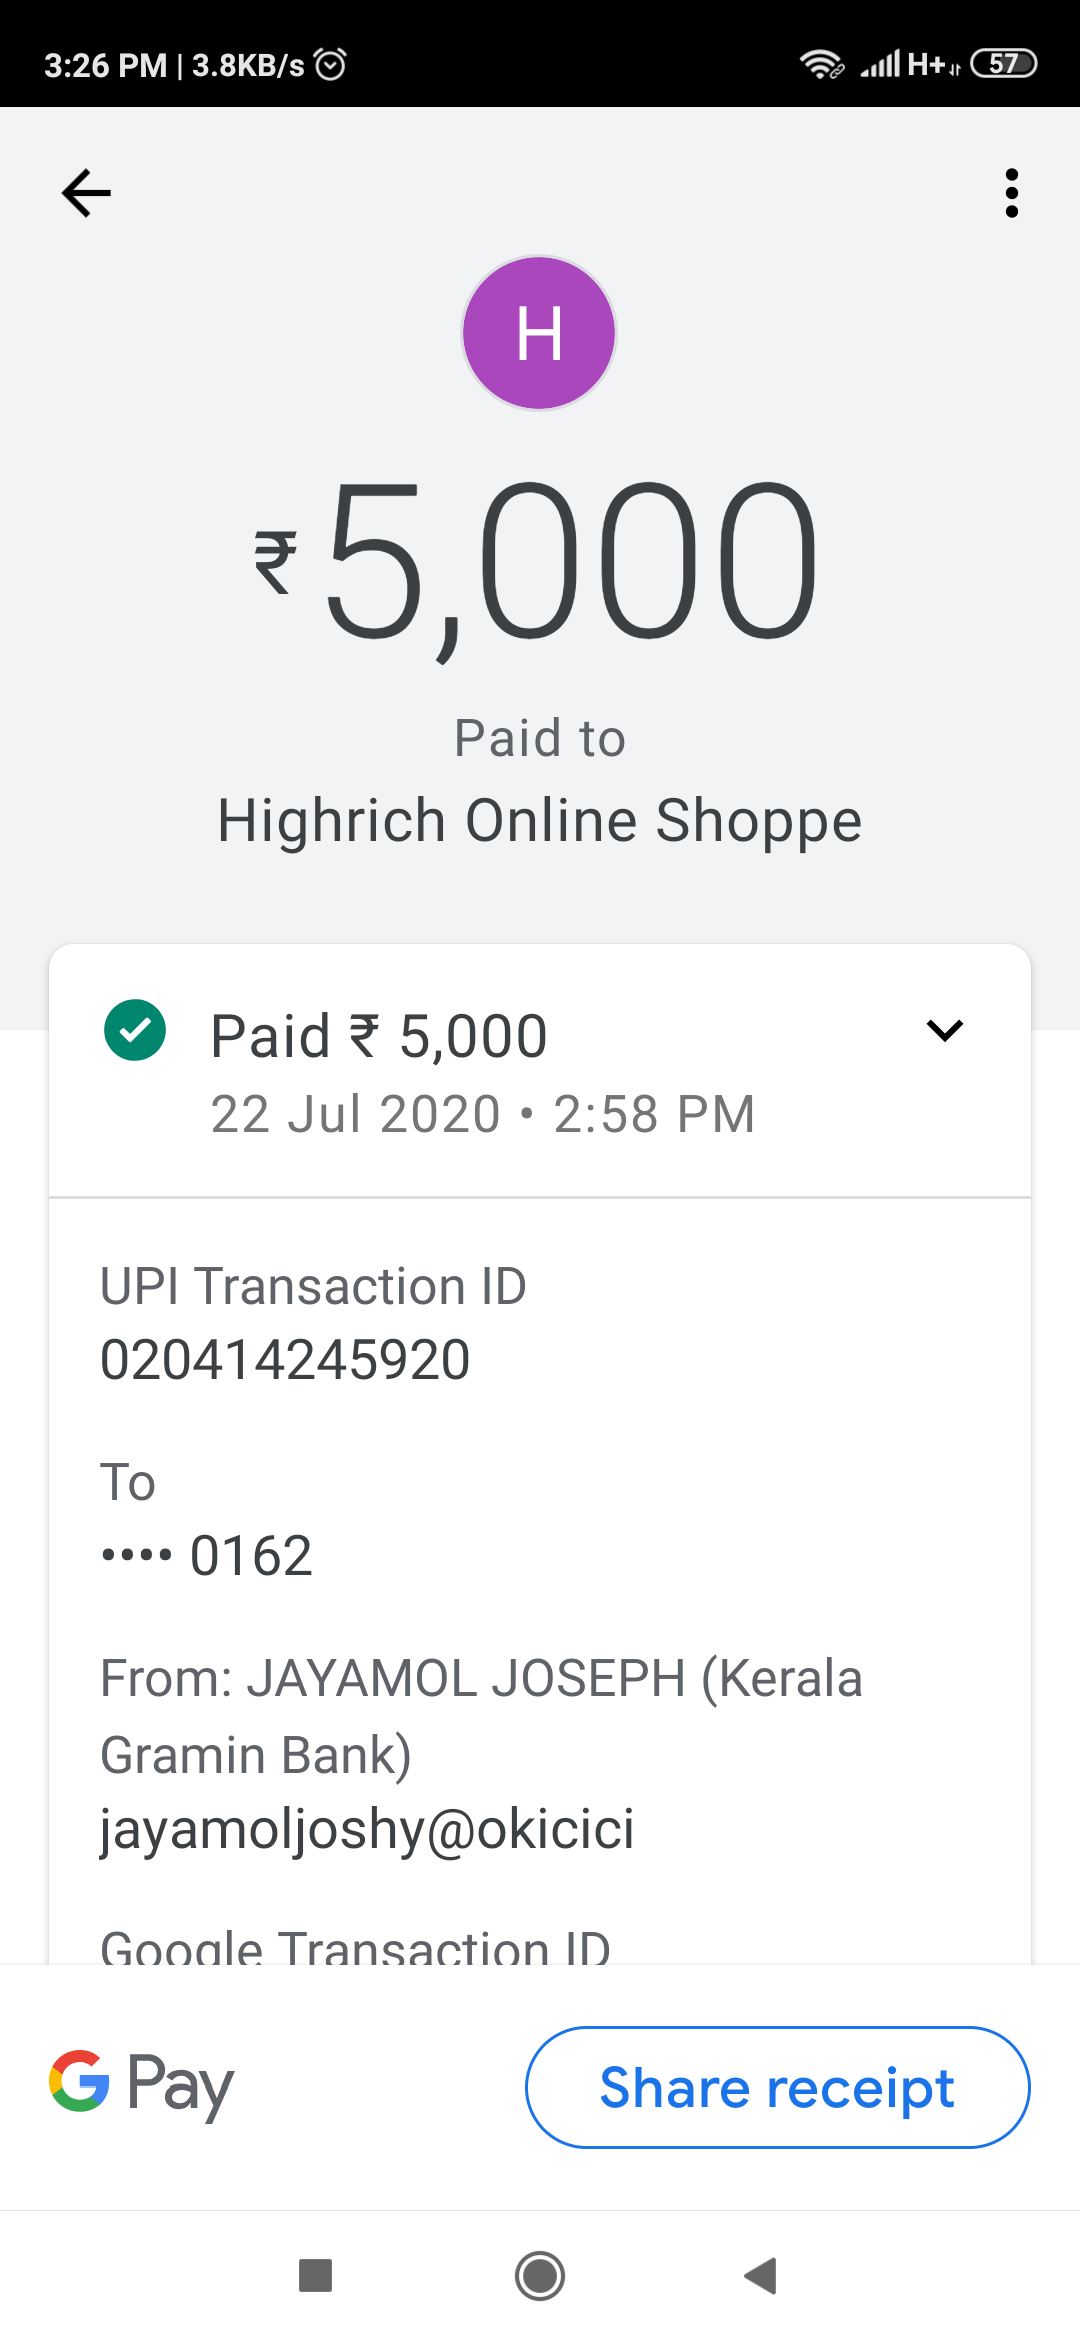 3:26 PM | 3.8KB/s H+ 57
H
₹5,000
Paid to
Highrich Online Shoppe
Paid ₹ 5,000
22 Jul 2020 • 2:58 PM
UPI Transaction ID
020414245920
To
•••• 0162
From: JAYAMOL JOSEPH (Kerala
Gramin Bank)
jayamoljoshy@okicici
Google Transaction ID
G Pay
Share receipt